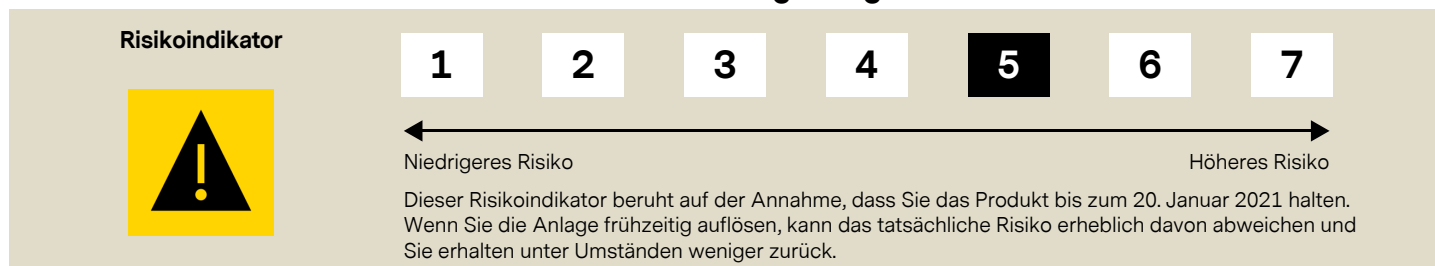 Risikoindikator
1 2 3 4 5 6 7
Niedrigeres Risiko Höheres Risiko
Dieser Risikoindikator beruht auf der Annahme, dass Sie das Produkt bis zum 20. Januar 2021 halten.
Wenn Sie die Anlage frühzeitig auflösen, kann das tatsächliche Risiko erheblich davon abweichen und
Sie erhalten unter Umständen weniger zurück.